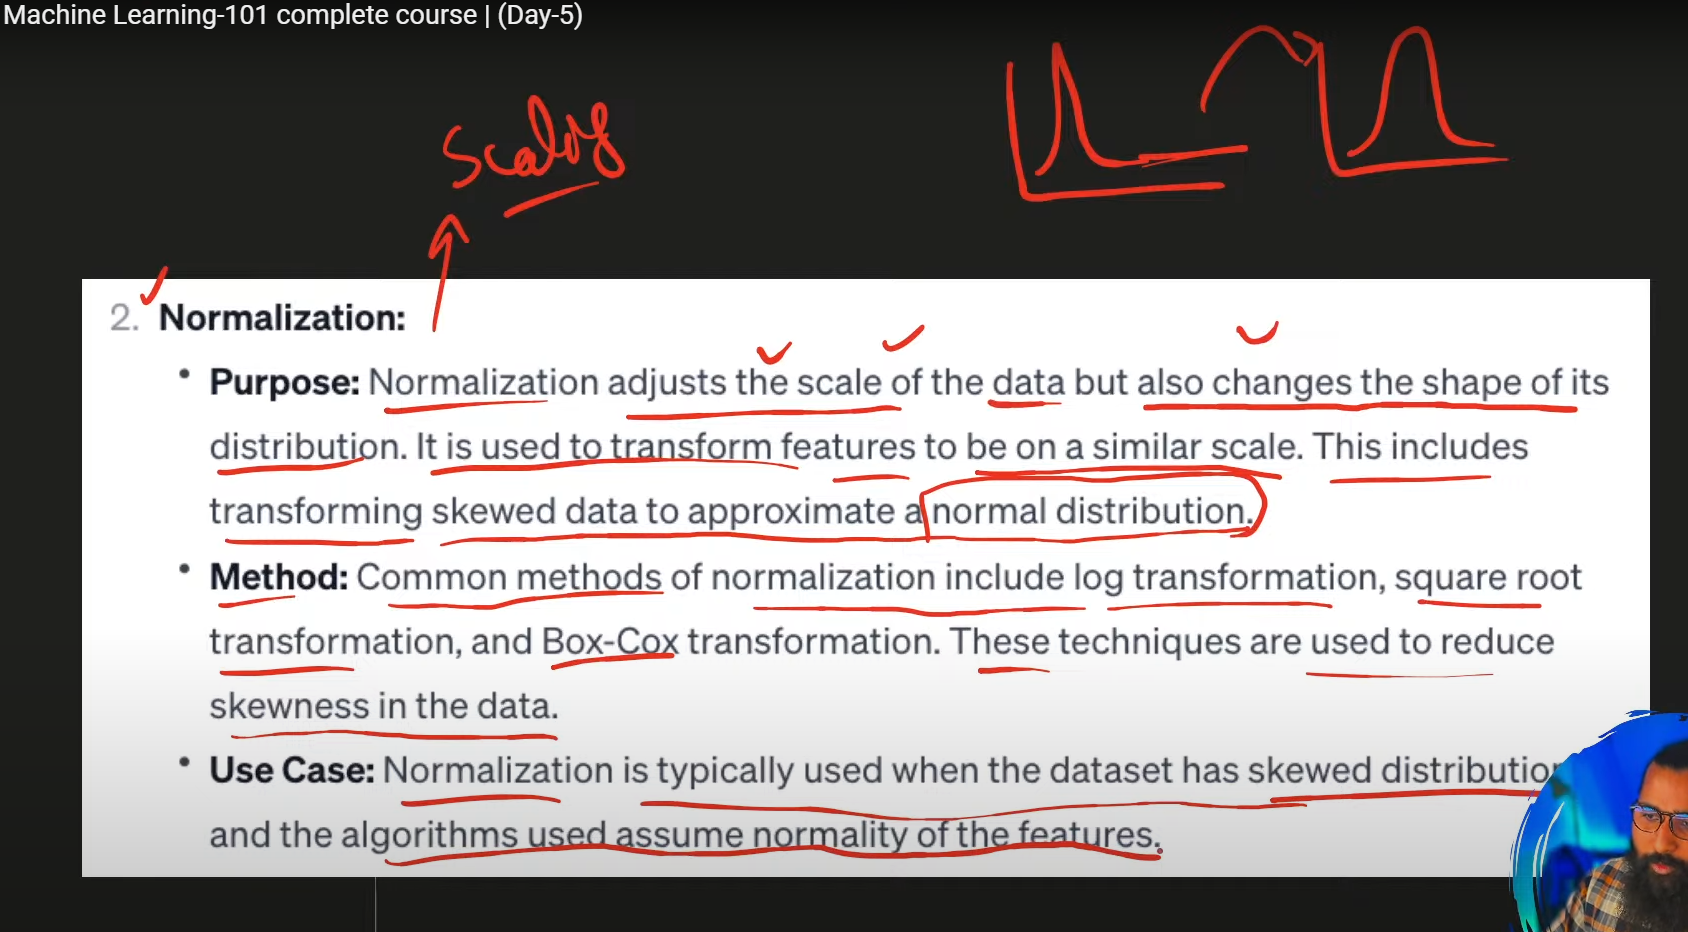 Machine Learning-101 complete course | (Day-5)
Scaling
2. Normalization:
• Purpose: Normalization adjusts the scale of the data but also changes the shape of its
distribution. It is used to transform features to be on a similar scale. This includes
transforming skewed data to approximate a normal distribution.
• Method: Common methods of normalization include log transformation, square root
transformation, and Box-Cox transformation. These techniques are used to reduce
skewness in the data.
• Use Case: Normalization is typically used when the dataset has skewed distributio
and the algorithms used assume normality of the features.